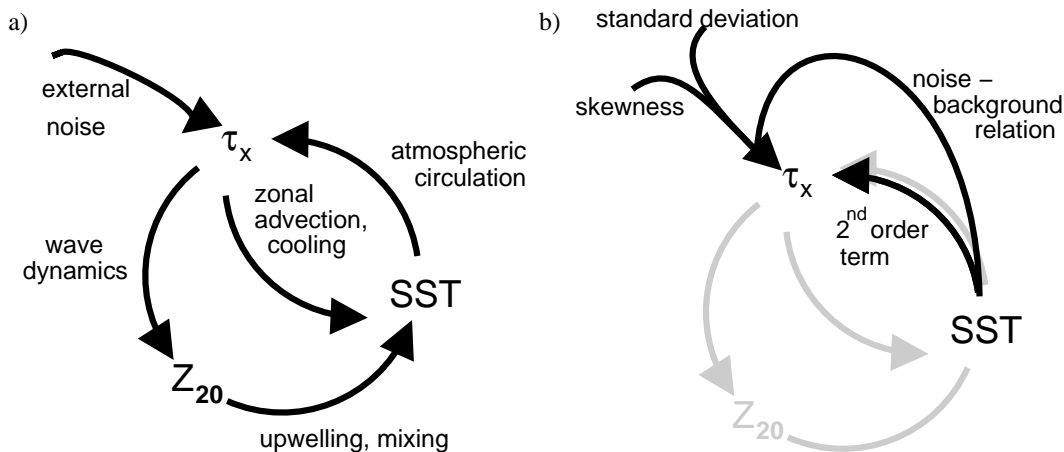 a)
external
noise
τx
atmospheric
circulation
zonal
advection,
cooling
wave
dynamics
SST
Z20
upwelling, mixing
b)
standard deviation
skewness
noise –
background
relation
τx
2nd order
term
SST
Z20